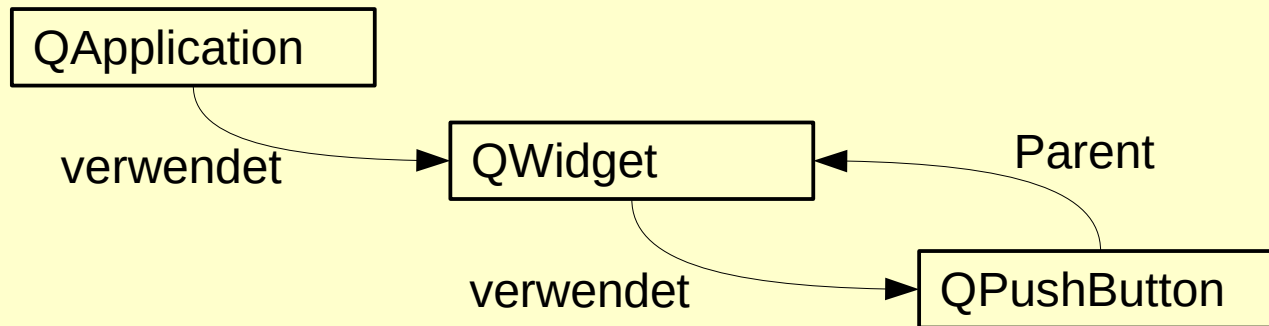 QApplication
verwendet
QWidget
Parent
verwendet
QPushButton